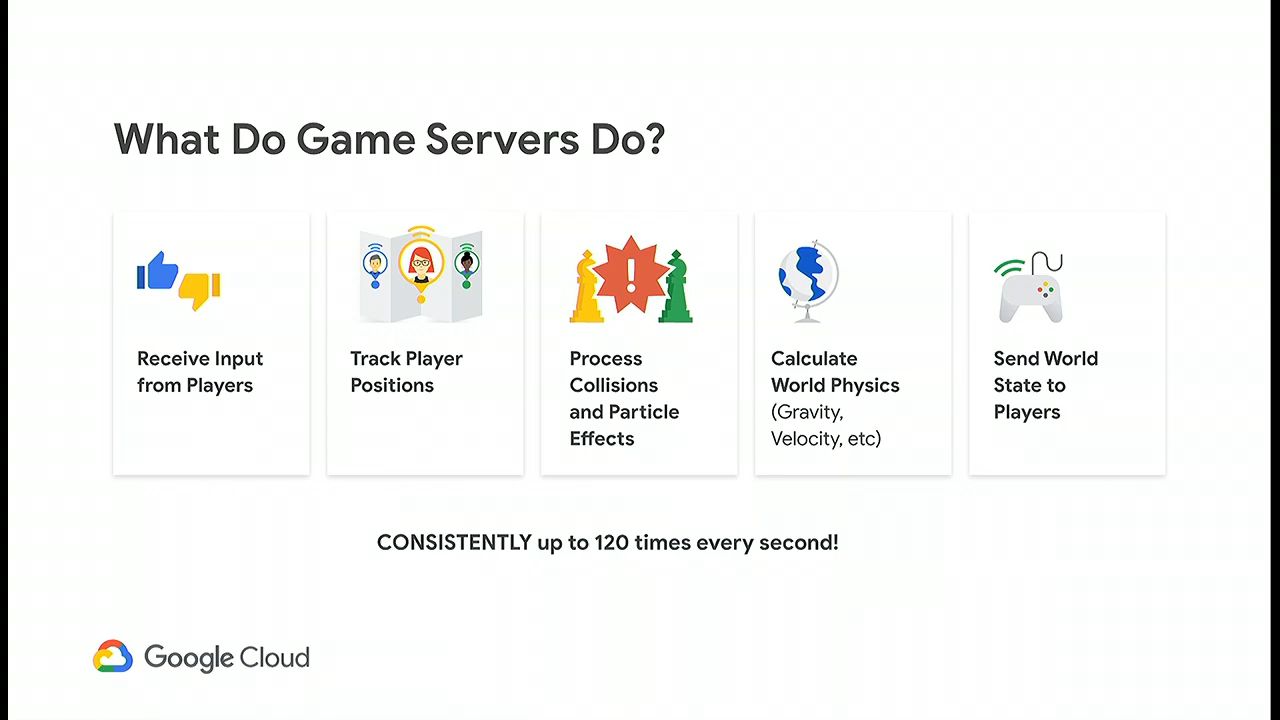 What Do Game Servers Do?
Receive Input
from Players
Track Player
Positions
Process
Collisions
and Particle
Effects
Calculate
World Physics
(Gravity,
Velocity, etc)
Send World
State to
Players
CONSISTENTLY up to 120 times every second!
Google Cloud